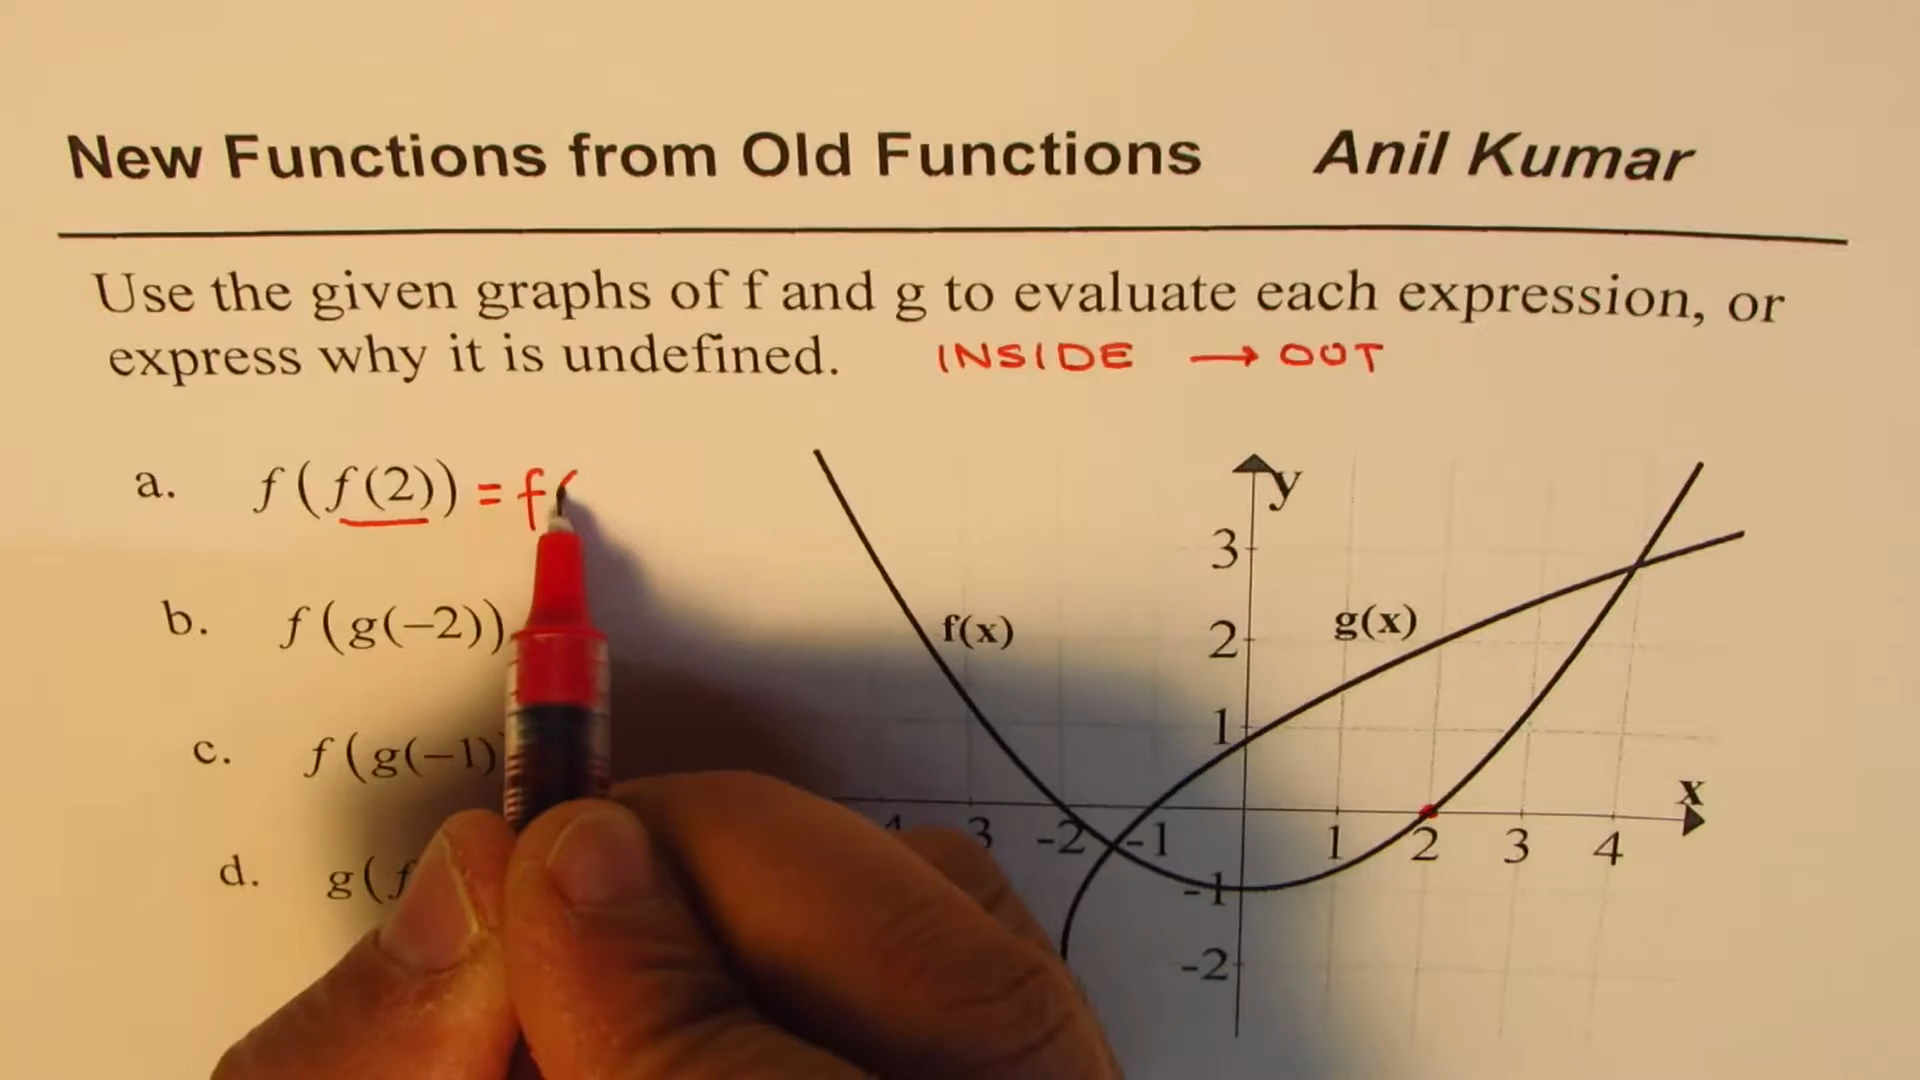 New Functions from Old Functions Anil Kumar
Use the given graphs of f and g to evaluate each expression, or
express why it is undefined. INSIDE → OUT
a. f(f(2)) = f(
b. f(g(−2))
c. f(g(−1)
d. g(f
y
3
f(x)
g(x)
2
1
x
3 -2 -1 1 2 3 4
-1
-2